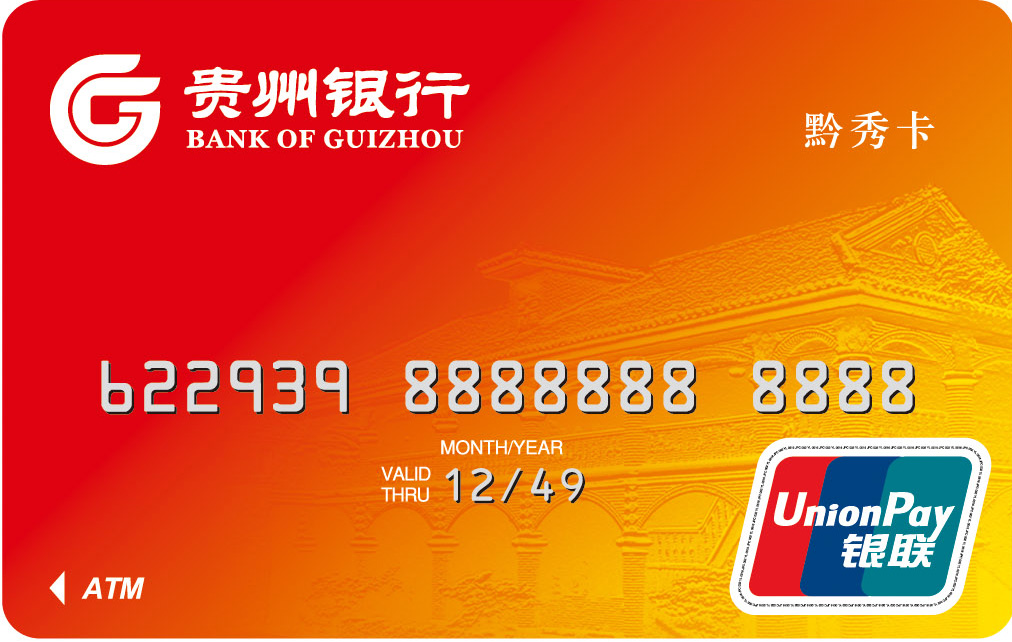 贵州银行
BANK OF GUIZHOU
黔秀卡
622939 8888888 8888
MONTH/YEAR
VALID THRU 12/49
ATM
UnionPay
银联